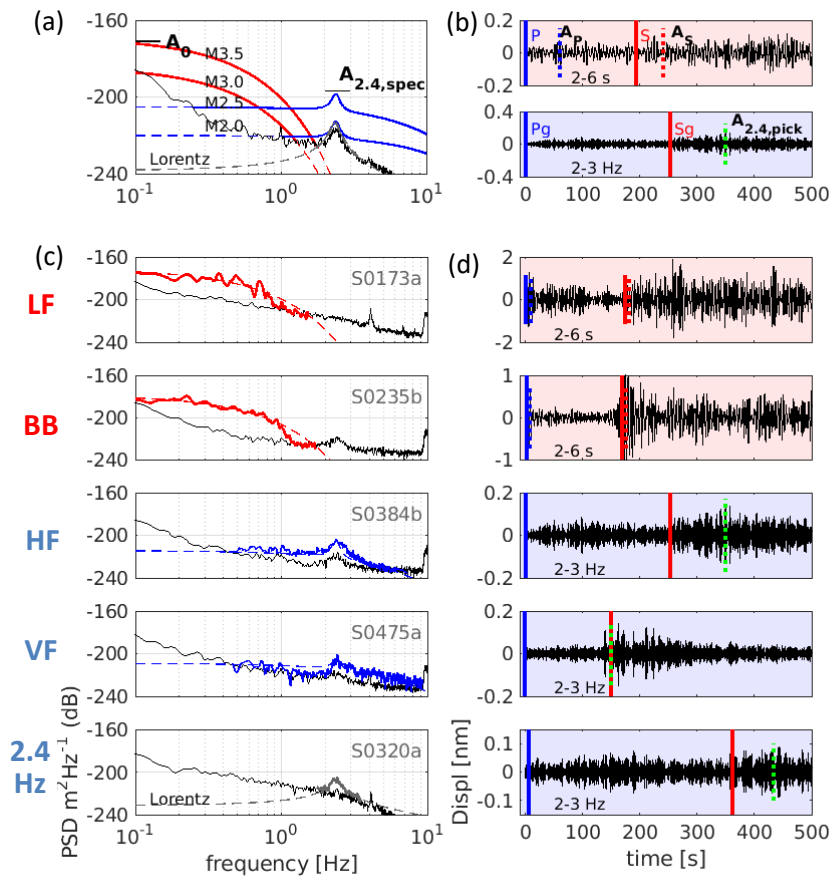 (a)
-200
-240
A0
M3.5
M3.0
M2.5
M2.0
A2.4,spec
Lorentz
10-1
100
101
(b)
0.2
0
-0.2
P
AP
S
AS
2-6 s
0.4
0
-0.4
Pg
Sg
A2.4,pick
2-3 Hz
0
100
200
300
400
500
(c)
LF
-160
-200
-240
S0173a
(d)
2
0
-2
2-6 s
BB
-160
-200
-240
S0235b
1
0
-1
2-6 s
HF
-160
-200
-240
S0384b
0.2
0
-0.2
2-3 Hz
VF
-160
-200
-240
S0475a
0.2
0
-0.2
2-3 Hz
2.4
Hz
PSD m2Hz-1 (dB)
-160
-200
-240
S0320a
Lorentz
10-1
100
101
frequency [Hz]
Displ [nm]
0.1
0
-0.1
2-3 Hz
0
100
200
300
400
500
time [s]